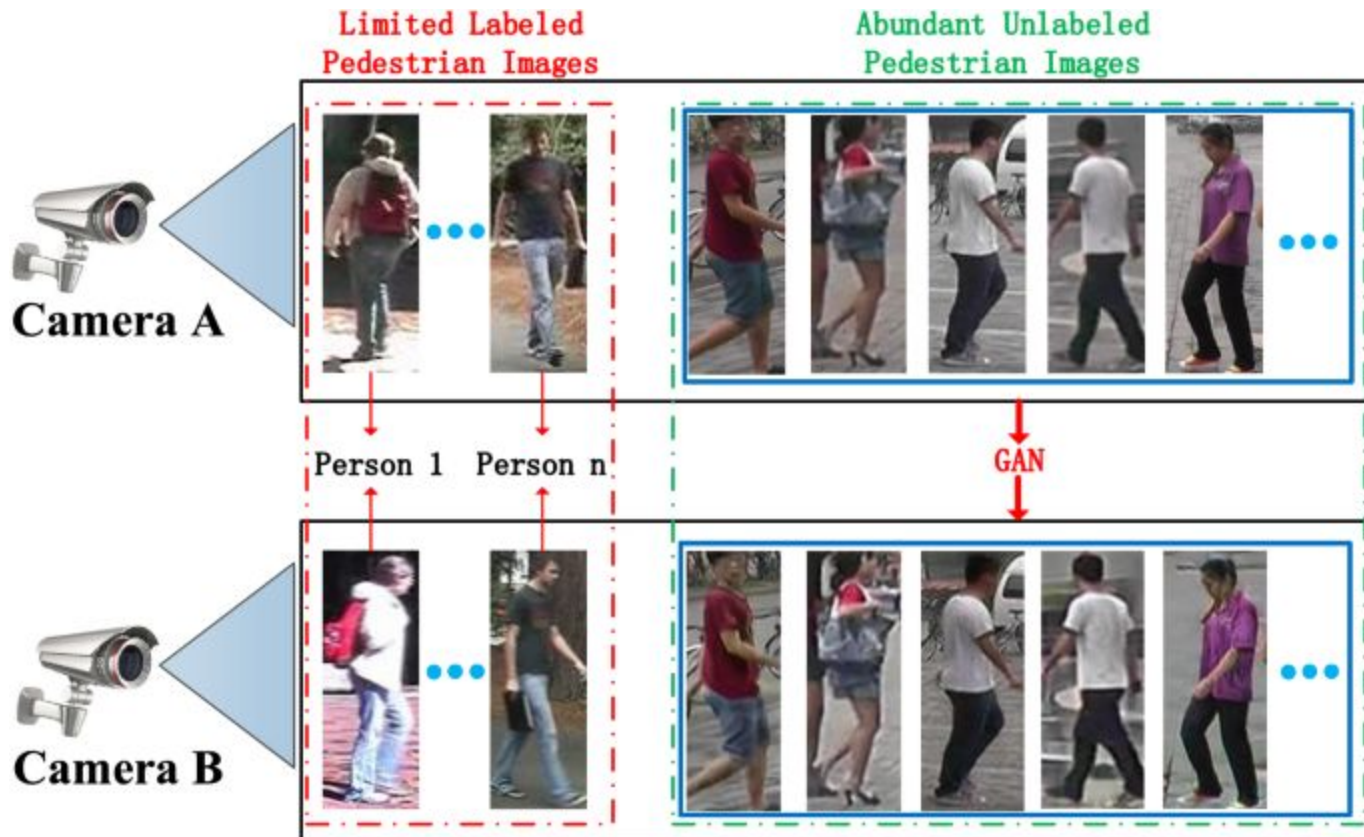 Limited Labeled
Pedestrian Images
Abundant Unlabeled
Pedestrian Images
Camera A
Person 1
Person n
GAN
Camera B